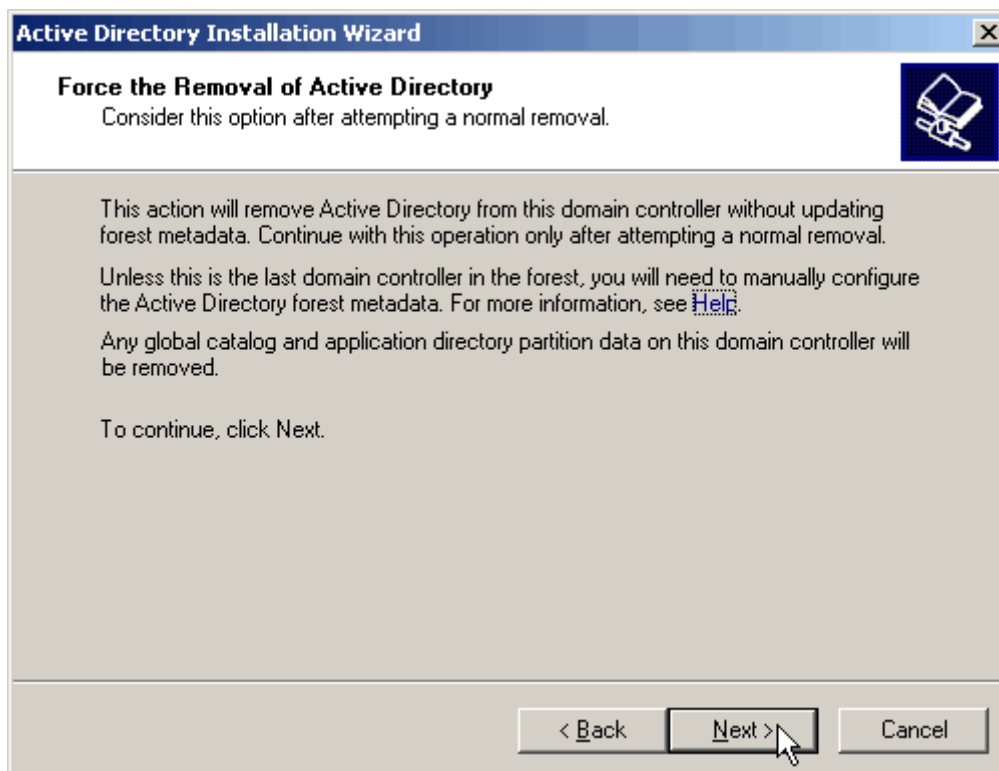 Active Directory Installation Wizard
Force the Removal of Active Directory
Consider this option after attempting a normal removal.
This action will remove Active Directory from this domain controller without updating
forest metadata. Continue with this operation only after attempting a normal removal.
Unless this is the last domain controller in the forest, you will need to manually configure
the Active Directory forest metadata. For more information, see Help.
Any global catalog and application directory partition data on this domain controller will
be removed.
To continue, click Next.
< Back Next > Cancel